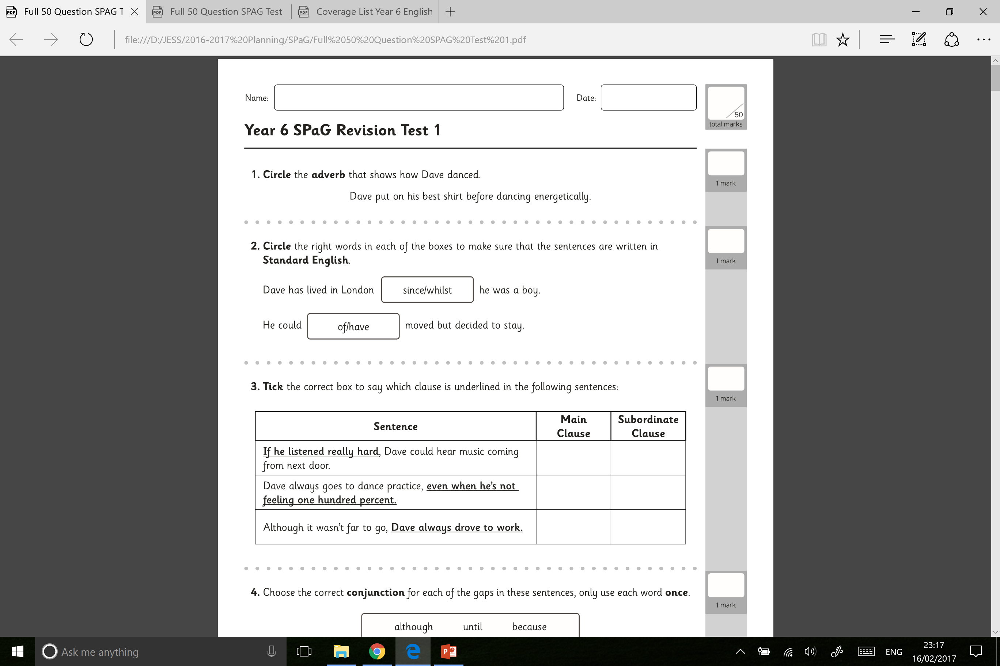 Full 50 Question SPAG T
Full 50 Question SPAG Test
Coverage List Year 6 English
file:///D:/JESS/2016-2017%20Planning/SPaG/Full%2050%20Question%20SPAG%20Test%201.pdf
Name:
Date:
50
total marks
Year 6 SPaG Revision Test 1
1. Circle the adverb that shows how Dave danced.
1 mark
Dave put on his best shirt before dancing energetically.
2. Circle the right words in each of the boxes to make sure that the sentences are written in
Standard English.
1 mark
Dave has lived in London since/whilst he was a boy.
He could of/have moved but decided to stay.
3. Tick the correct box to say which clause is underlined in the following sentences:
1 mark
Sentence
Main
Clause
Subordinate
Clause
If he listened really hard, Dave could hear music coming
from next door.
Dave always goes to dance practice, even when he's not
feeling one hundred percent.
Although it wasn't far to go, Dave always drove to work.
4. Choose the correct conjunction for each of the gaps in these sentences, only use each word once.
1 mark
although until because
Ask me anything
ENG
23:17
16/02/2017